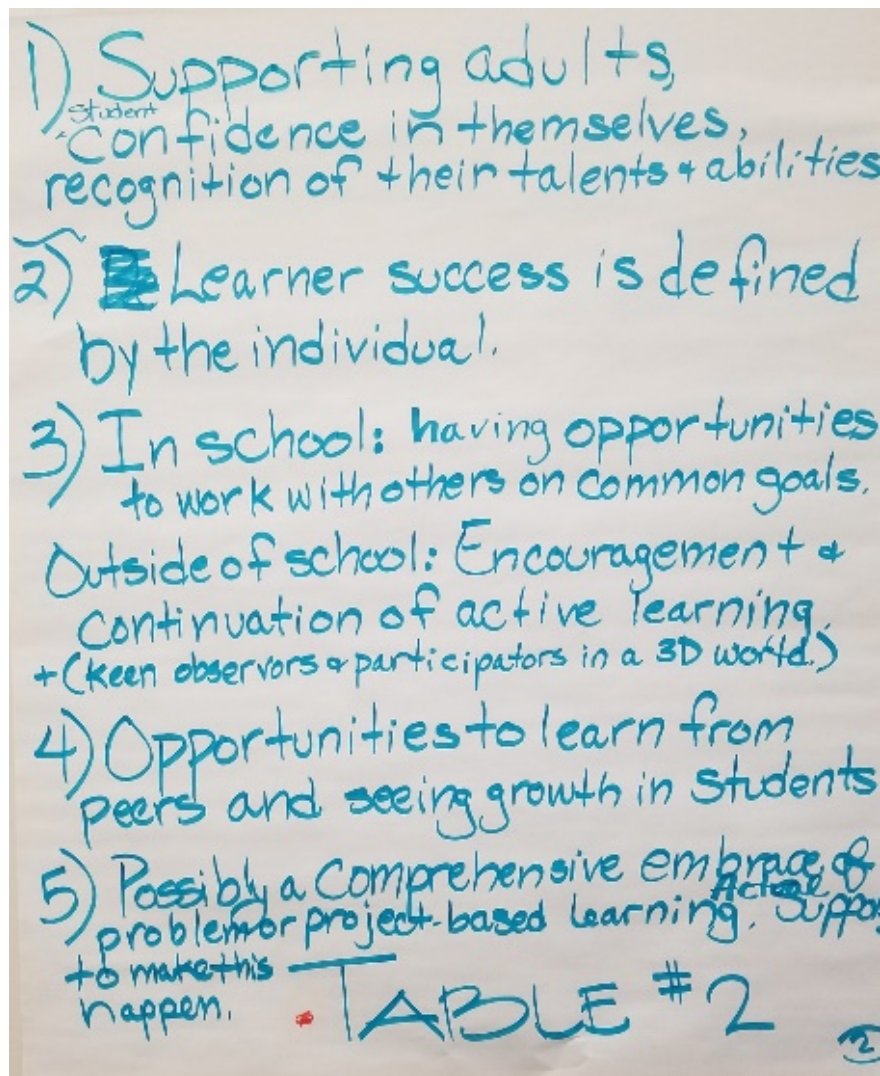 1) Supporting adults,
Student
Confidence in themselves,
recognition of their talents & abilities
2) Learner success is defined
by the individual.
3) In school: having opportunities
to work with others on common goals.
Outside of school: Encouragement &
continuation of active learning.
+ (keen observors & participators in a 3D world.)
4) Opportunities to learn from
peers and seeing growth in students
5) Possibly a comprehensive embrace of
problem or project-based learning. Actual Suppor
to make this
happen.
TABLE #2
2